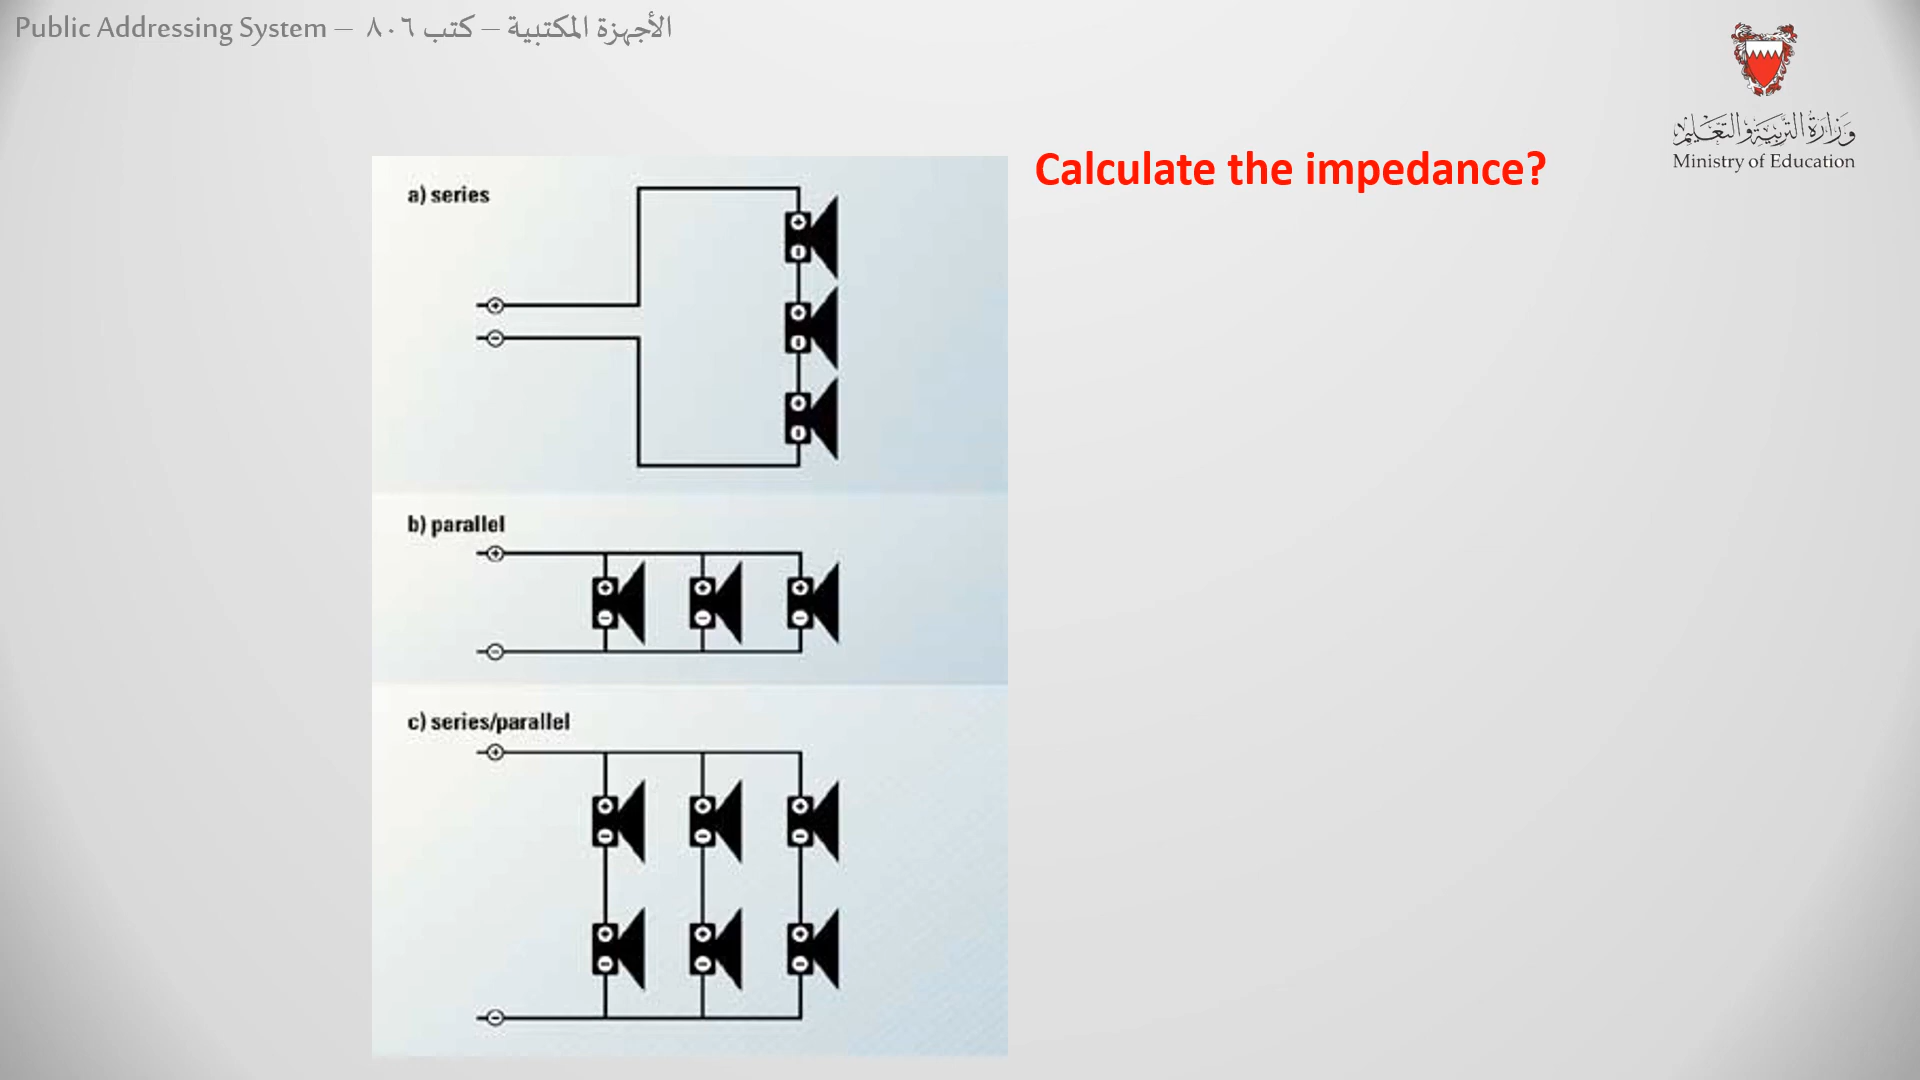 Public Addressing System – الأجهزة المكتبية – كتب ٨٠٦
وزارة التربية والتعليم
Ministry of Education
Calculate the impedance?
a) series
b) parallel
c) series/parallel